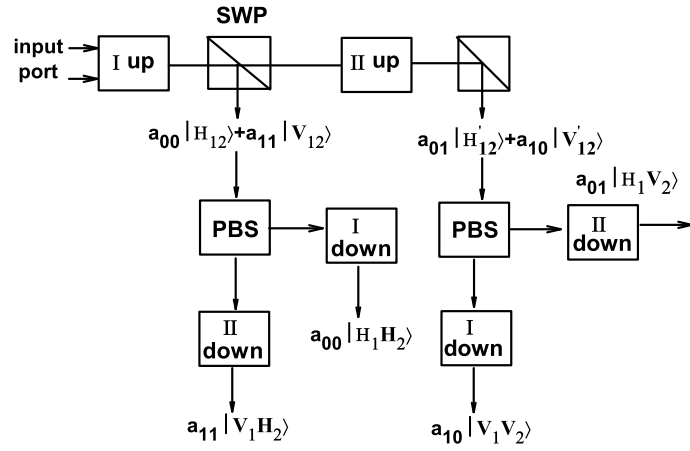 SWP
input
port
I up
II up
a₀₀|H₁₂⟩+a₁₁|V₁₂⟩
a₀₁|H'₁₂⟩+a₁₀|V'₁₂⟩
a₀₁|H₁V₂⟩
PBS
I
down
PBS
II
down
II
down
a₀₀|H₁H₂⟩
I
down
a₁₁|V₁H₂⟩
a₁₀|V₁V₂⟩